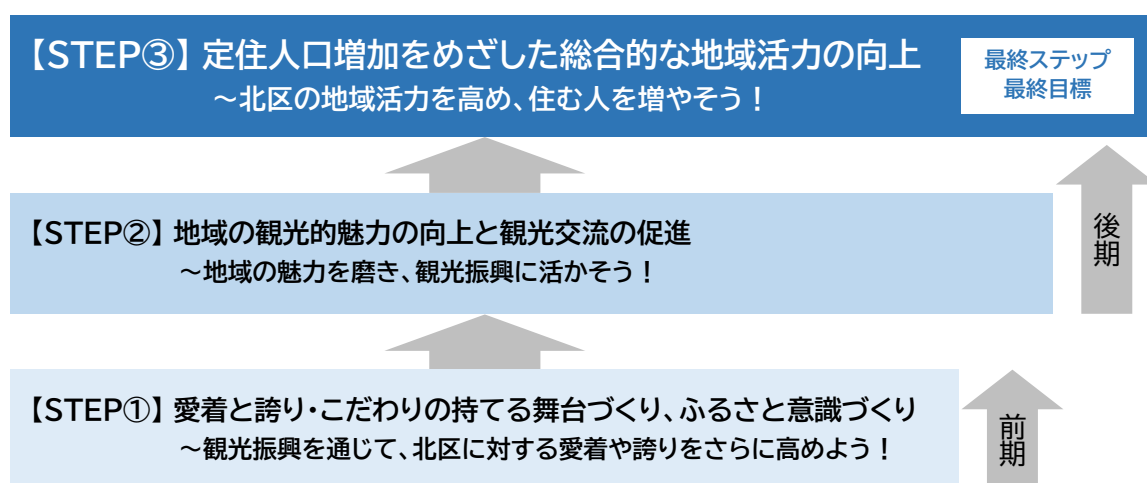 【STEP③】定住人口増加をめざした総合的な地域活力の向上
～北区の地域活力を高め、住む人を増やそう！
最終ステップ
最終目標
【STEP②】地域の観光的魅力の向上と観光交流の促進
～地域の魅力を磨き、観光振興に活かそう！
後期
【STEP①】愛着と誇り・こだわりの持てる舞台づくり、ふるさと意識づくり
～観光振興を通じて、北区に対する愛着や誇りをさらに高めよう！
前期